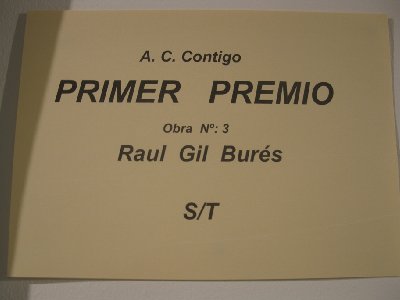 A. C. Contigo
PRIMER PREMIO
Obra Nº: 3
Raul Gil Burés
S/T